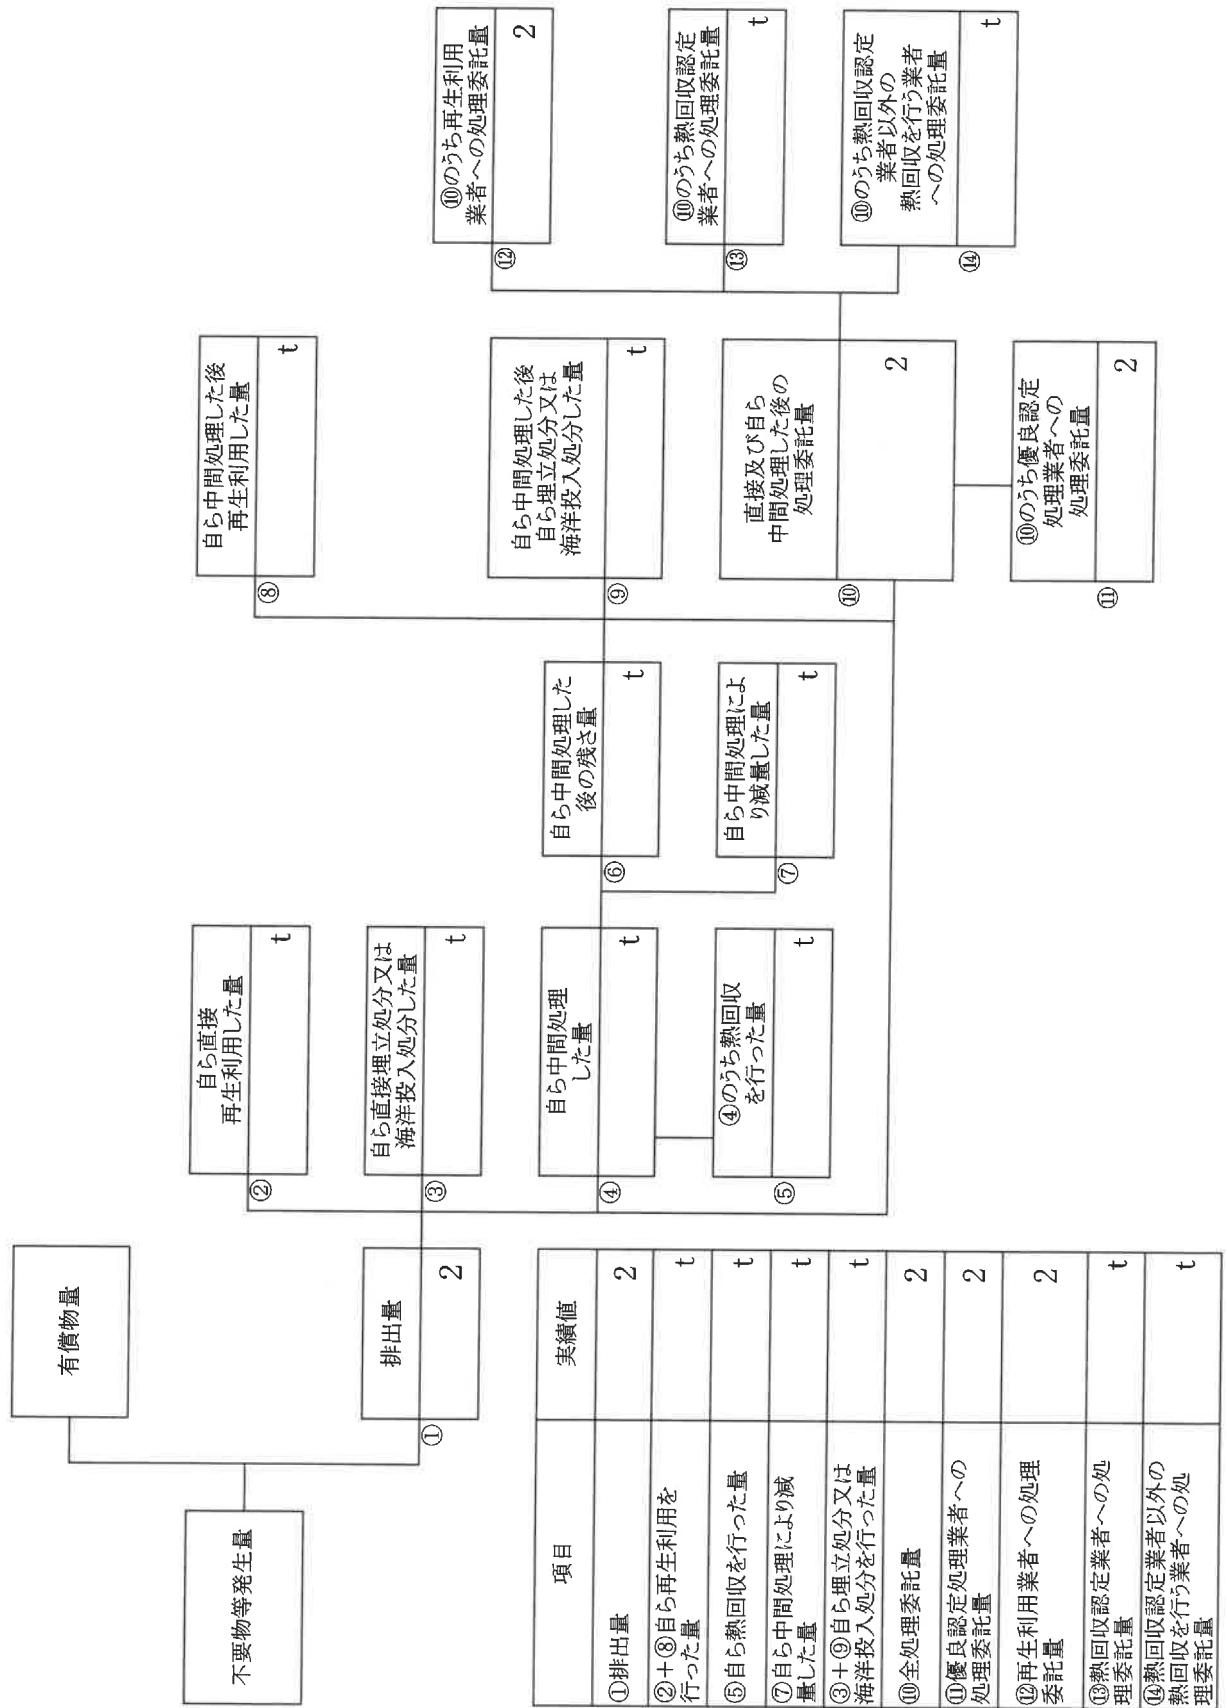 不要物等発生量
有償物量
排出量
①
2
自ら直接
再生利用した量
②
t
自ら直接埋立処分又は
海洋投入処分した量
③
t
自ら中間処理
した量
④
t
④のうち熱回収
を行った量
⑤
t
自ら中間処理した
後の残さ量
⑥
t
自ら中間処理によ
り減量した量
⑦
t
自ら中間処理した後
再生利用した量
⑧
t
自ら中間処理した後
自ら埋立処分又は
海洋投入処分した量
⑨
t
直接及び自ら
中間処理した後の
処理委託量
⑩
2
⑩のうち優良認定
処理業者への
処理委託量
⑪
2
⑩のうち再生利用
業者への処理委託量
⑫
2
⑩のうち熱回収認定
業者への処理委託量
⑬
t
⑩のうち熱回収認定
業者以外の
熱回収を行う業者
への処理委託量
⑭
t
項目 実績値
①排出量 2
②+⑧自ら再生利用を
行った量 t
⑤自ら熱回収を行った量 t
⑦自ら中間処理により減
量した量 t
③+⑨自ら埋立処分又は
海洋投入処分を行った量 t
⑩全処理委託量 2
⑪優良認定処理業者への
処理委託量 2
⑫再生利用業者への処理
委託量 2
⑬熱回収認定業者への処
理委託量 t
⑭熱回収認定業者以外の
熱回収を行う業者への処
理委託量 t